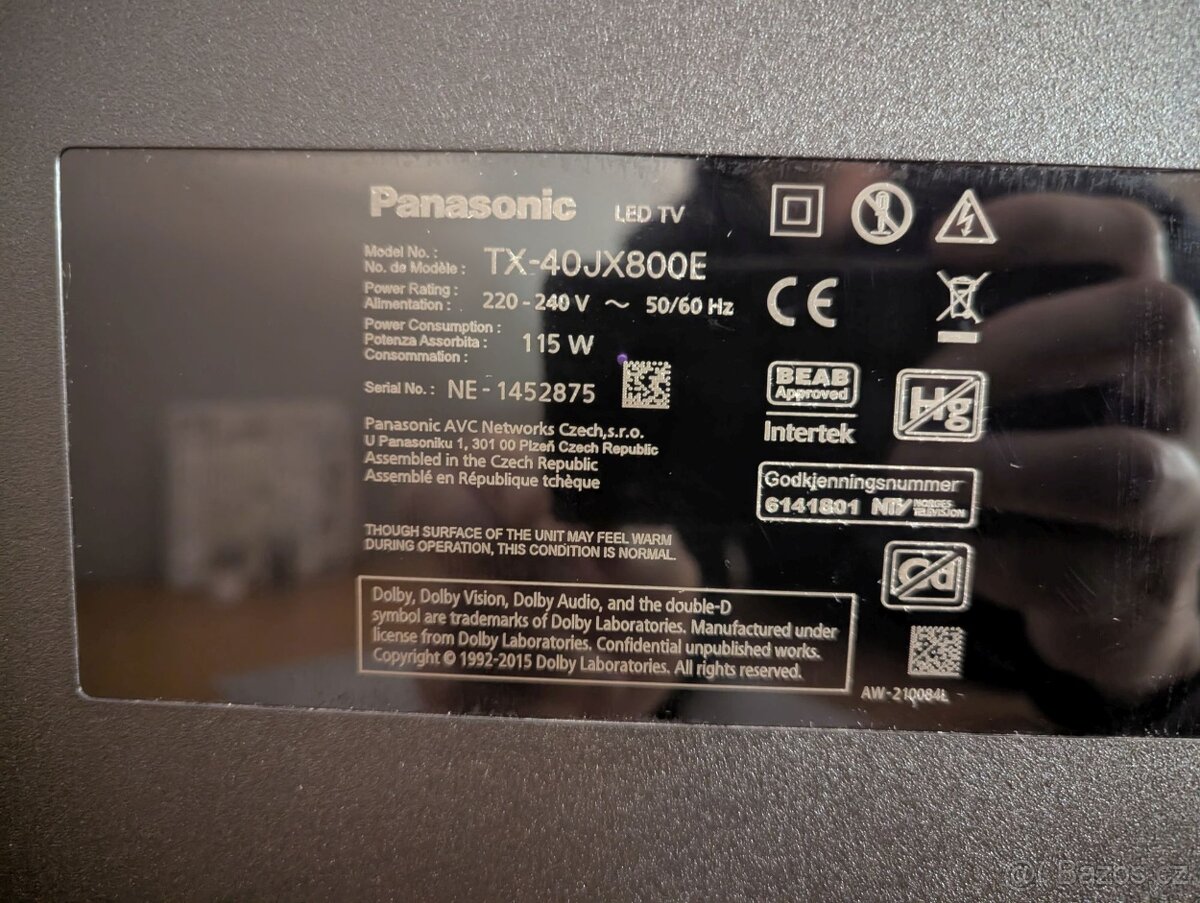 Panasonic LED TV
Model No. :
No. de Modèle : TX-40JX800E
Power Rating :
Alimentation : 220 - 240 V ~ 50/60 Hz
Power Consumption :
Potenza Assorbita : 115 W
Consommation :
Serial No. : NE - 1452875
Panasonic AVC Networks Czech,s.r.o.
U Panasoniku 1, 301 00 Plzeň Czech Republic
Assembled in the Czech Republic
Assemblé en République tchèque
THOUGH SURFACE OF THE UNIT MAY FEEL WARM
DURING OPERATION, THIS CONDITION IS NORMAL.
Dolby, Dolby Vision, Dolby Audio, and the double-D
symbol are trademarks of Dolby Laboratories. Manufactured under
license from Dolby Laboratories. Confidential unpublished works.
Copyright © 1992-2015 Dolby Laboratories. All rights reserved.
CE
BEAB
Approved
Intertek
Hg
Godkjenningsnummer
6141801 NTV NORGES
TELEVISION
Cd
AW-210084L
Bazos.cz